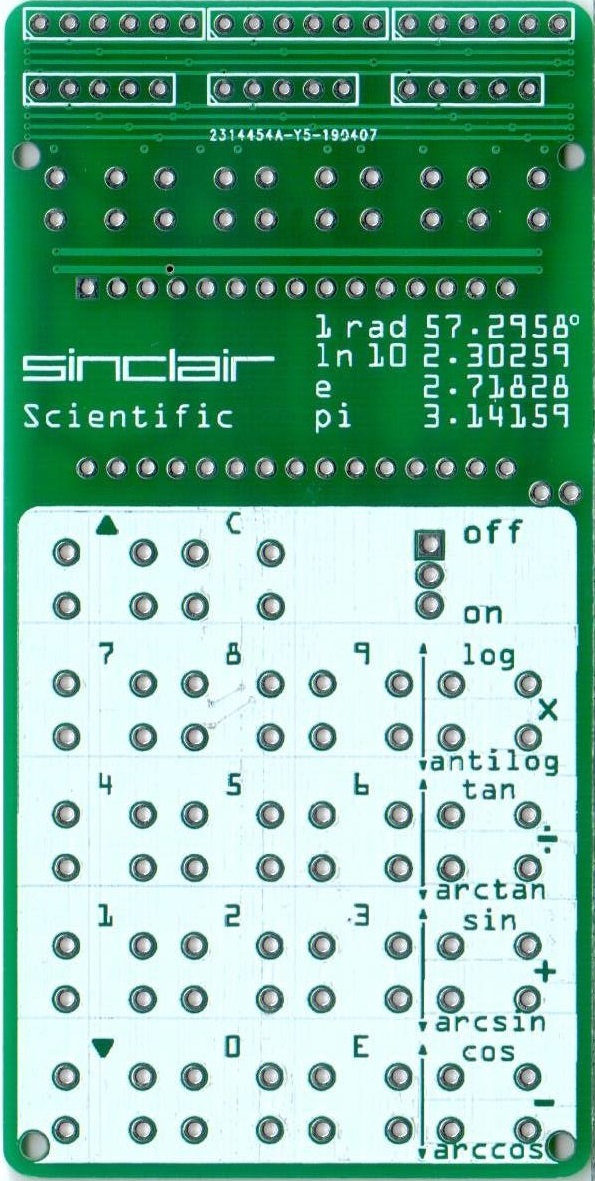 2314454A-Y5-190407
1 rad 57.2958°
ln 10 2.30259
sinclair
e 2.71828
Scientific
pi 3.14159
▲ C off
on
7 8 9 log
×
antilog
4 5 6 tan
÷
arctan
1 2 3 sin
+
arcsin
▼ 0 E cos
−
arccos